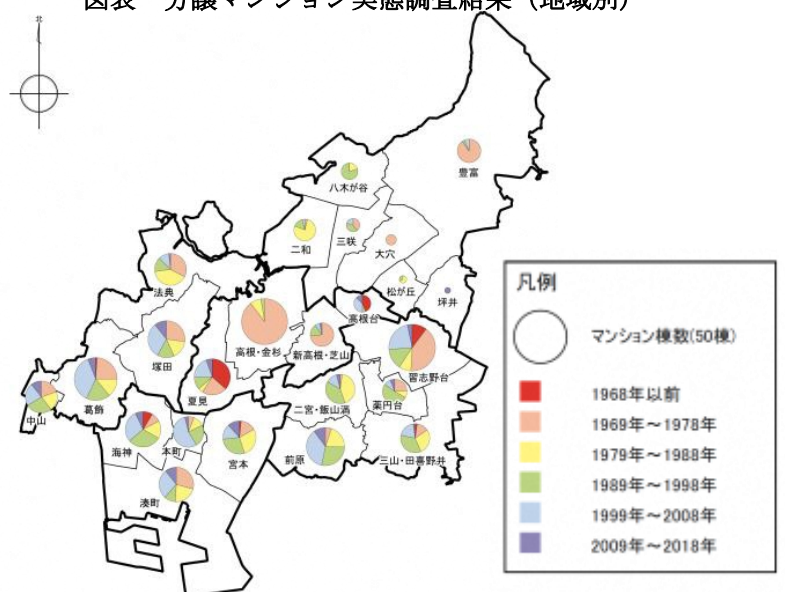 図表　分譲マンション実態調査結果（地域別）
北
豊富
八木が谷
二和
三咲
大穴
松が丘
坪井
法典
高根台
塚田
高根・金杉
新高根・芝山
習志野台
夏見
中山
葛飾
二宮・飯山満
薬円台
海神
本町
宮本
前原
三山・田喜野井
湊町
凡例
マンション棟数(50棟)
1968年以前
1969年～1978年
1979年～1988年
1989年～1998年
1999年～2008年
2009年～2018年